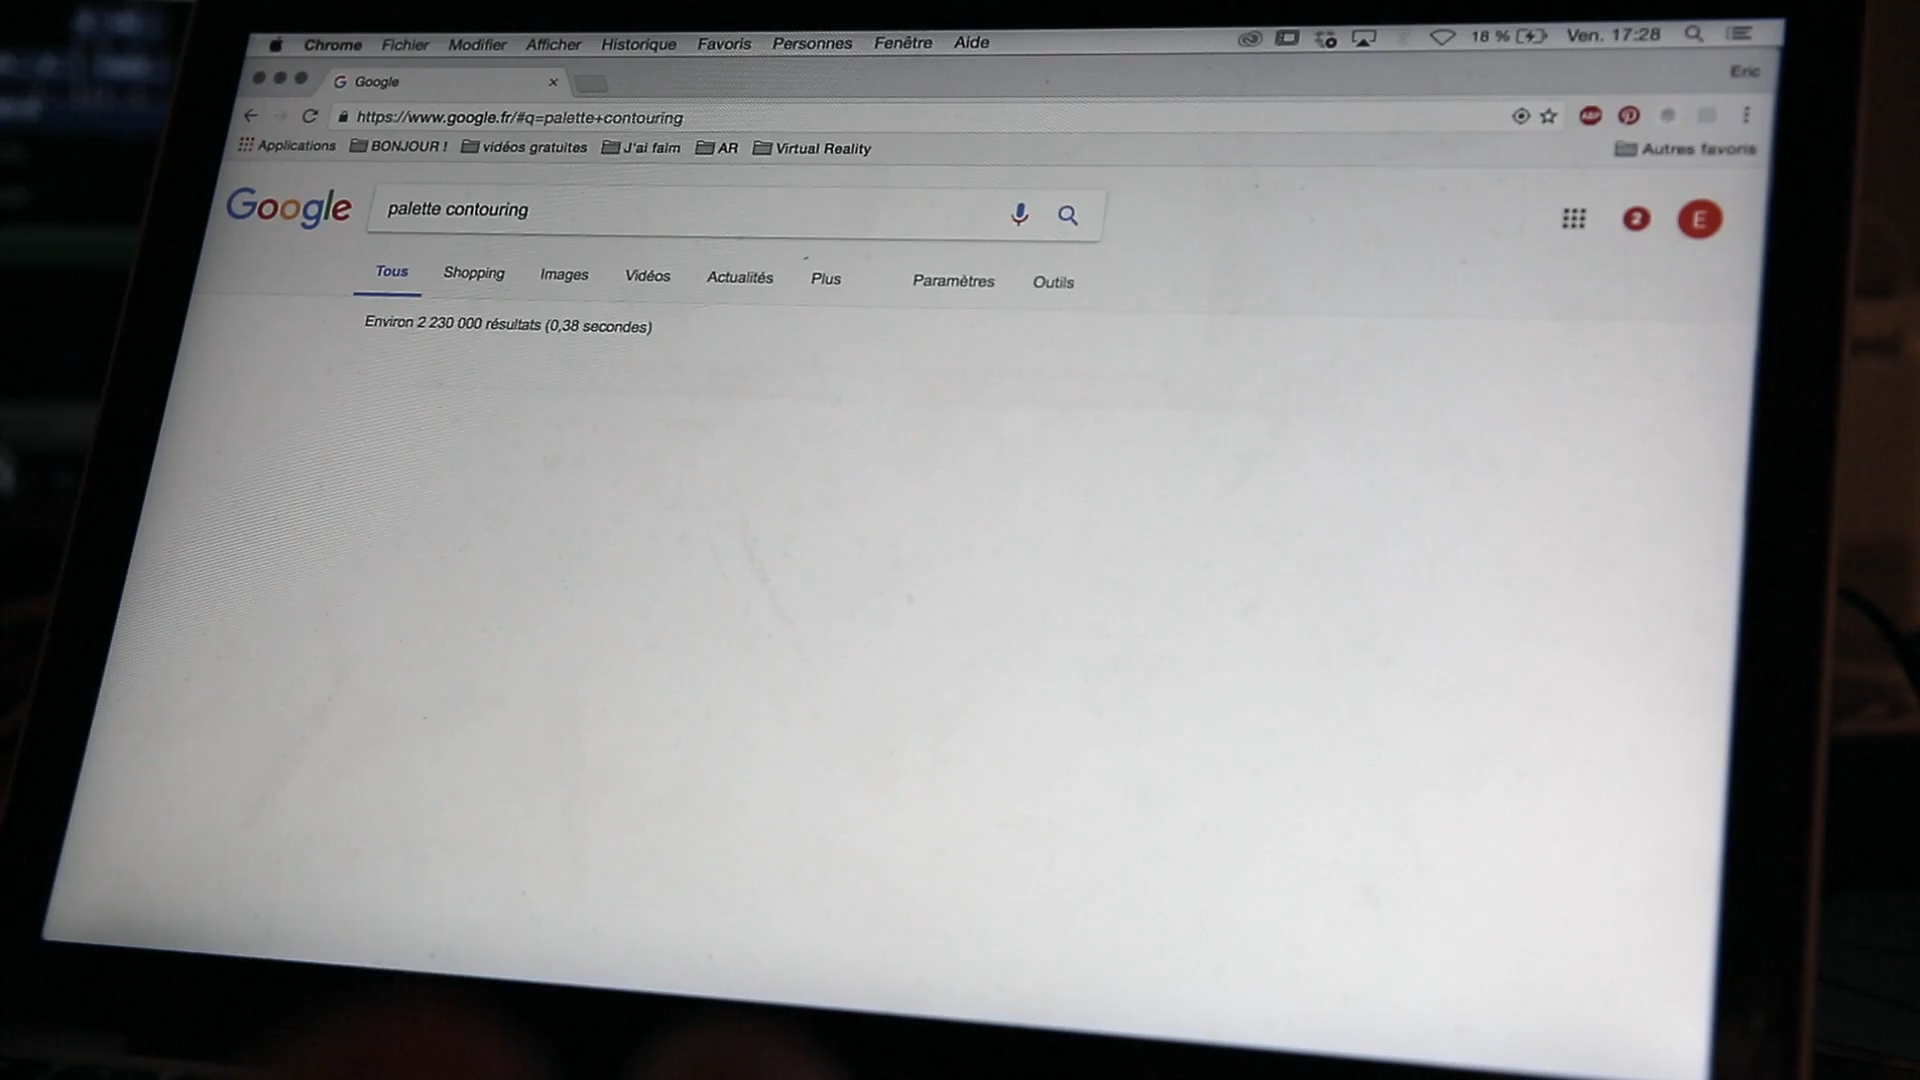 Chrome Fichier Modifier Afficher Historique Favoris Personnes Fenêtre Aide 18 % Ven. 17:28
Google Eric
https://www.google.fr/#q=palette+contouring ABP
Applications BONJOUR ! vidéos gratuites J'ai faim AR Virtual Reality Autres favoris
Google palette contouring 2 E
Tous Shopping Images Vidéos Actualités Plus Paramètres Outils
Environ 2 230 000 résultats (0,38 secondes)